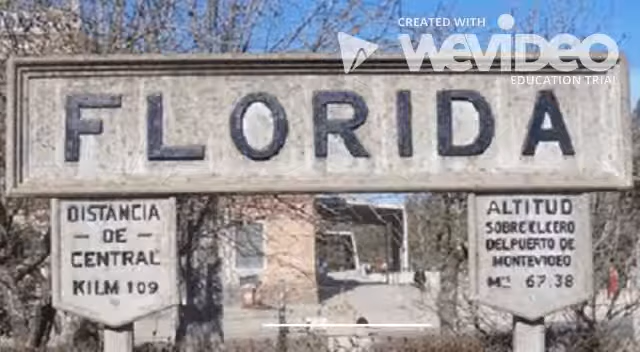 CREATED WITH
WEVIDEO
EDUCATION TRIAL
FLORIDA
DISTANCIA
- DE -
CENTRAL
KILM 109
ALTITUD
SOBRE EL CERO
DEL PUERTO DE
MONTEVIDEO
Mts 67.38